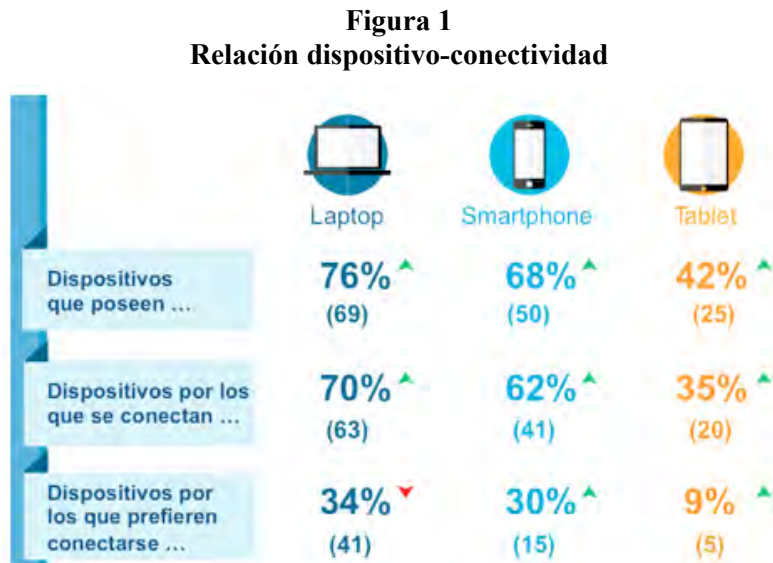 Figura 1
Relación dispositivo-conectividad
Laptop Smartphone Tablet
Dispositivos
que poseen ...
76% 68% 42%
(69) (50) (25)
Dispositivos por los
que se conectan ...
70% 62% 35%
(63) (41) (20)
Dispositivos por
los que prefieren
conectarse ...
34% 30% 9%
(41) (15) (5)